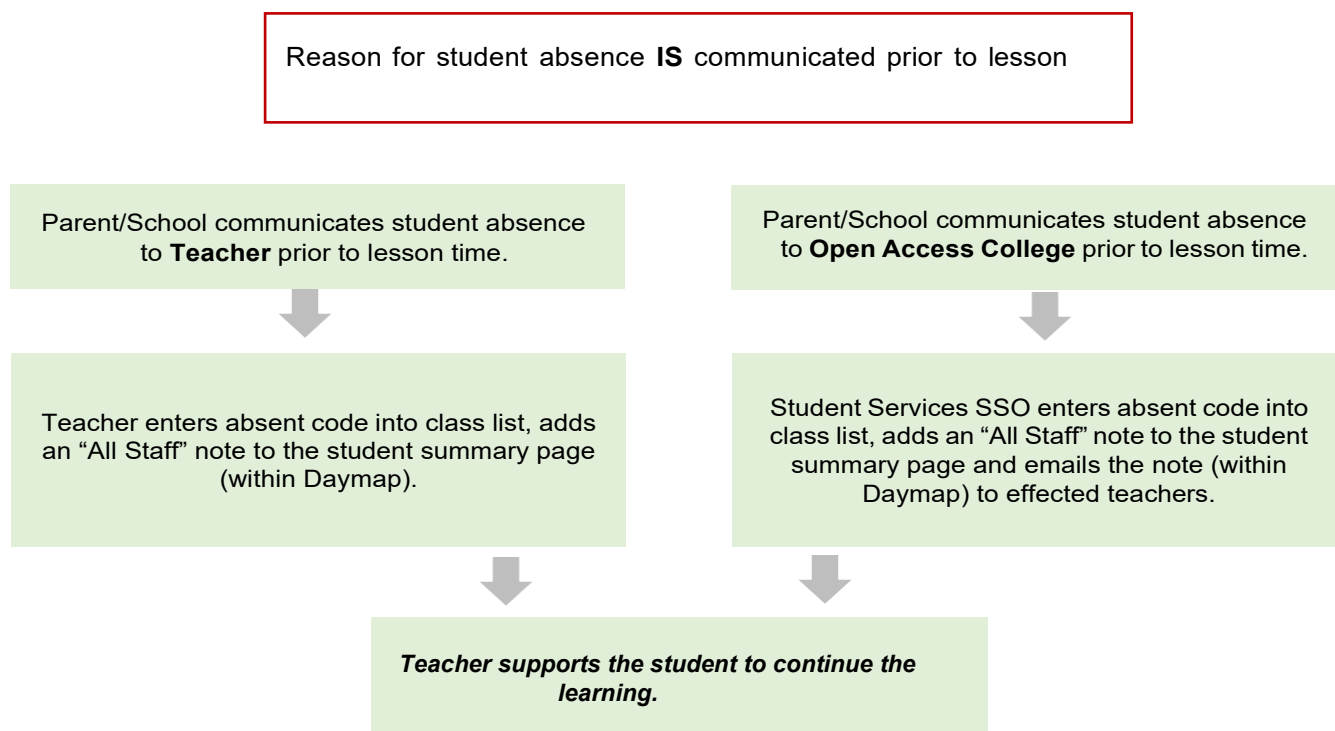 Reason for student absence IS communicated prior to lesson
Parent/School communicates student absence
to Teacher prior to lesson time.
Parent/School communicates student absence
to Open Access College prior to lesson time.
Teacher enters absent code into class list, adds
an “All Staff” note to the student summary page
(within Daymap).
Student Services SSO enters absent code into
class list, adds an “All Staff” note to the student
summary page and emails the note (within
Daymap) to effected teachers.
Teacher supports the student to continue the
learning.